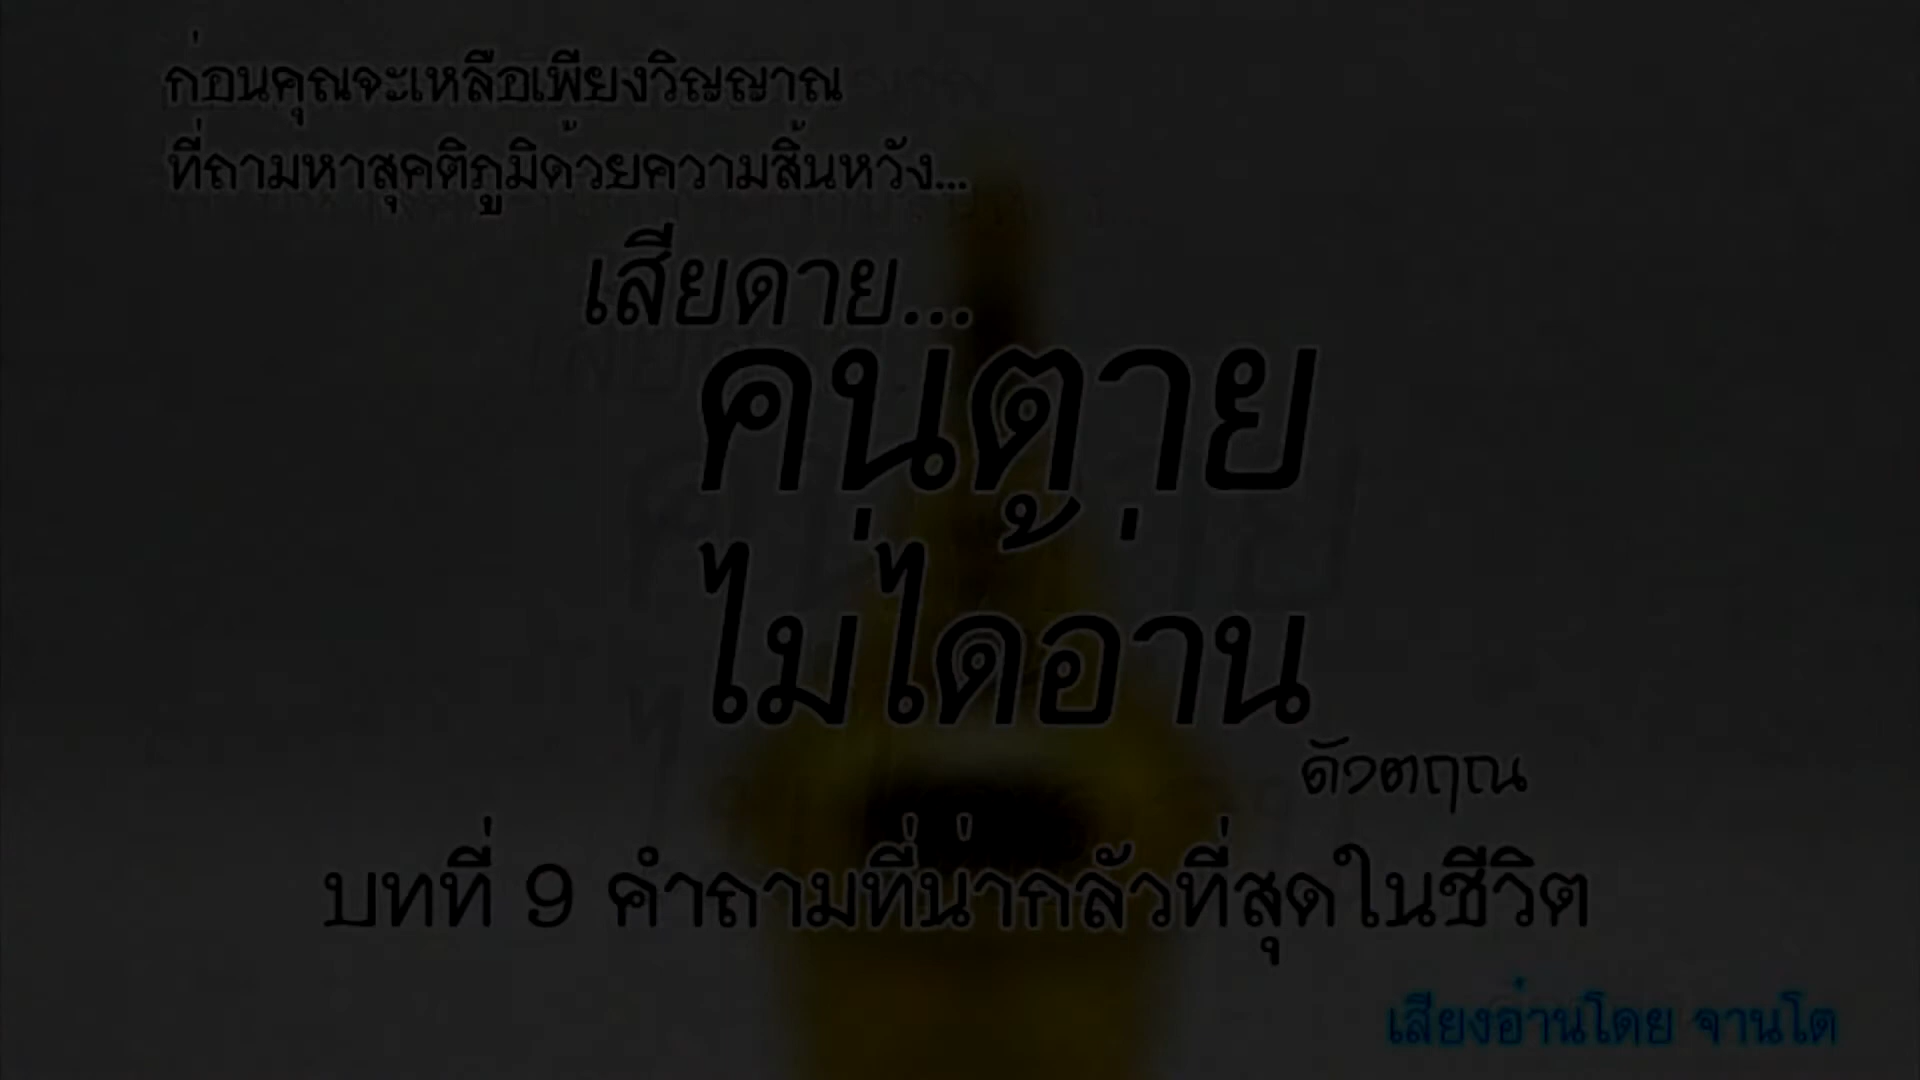 ก่อนคุณจะเหลือเพียงวิญญาณ
ที่ถามหาสุคติภูมิด้วยความสิ้นหวัง...
เสียดาย...
คนตาย
ไม่ได้อ่าน
ดังตฤณ
บทที่ 9 คำถามที่น่ากลัวที่สุดในชีวิต
เสียงอ่านโดย จานโต